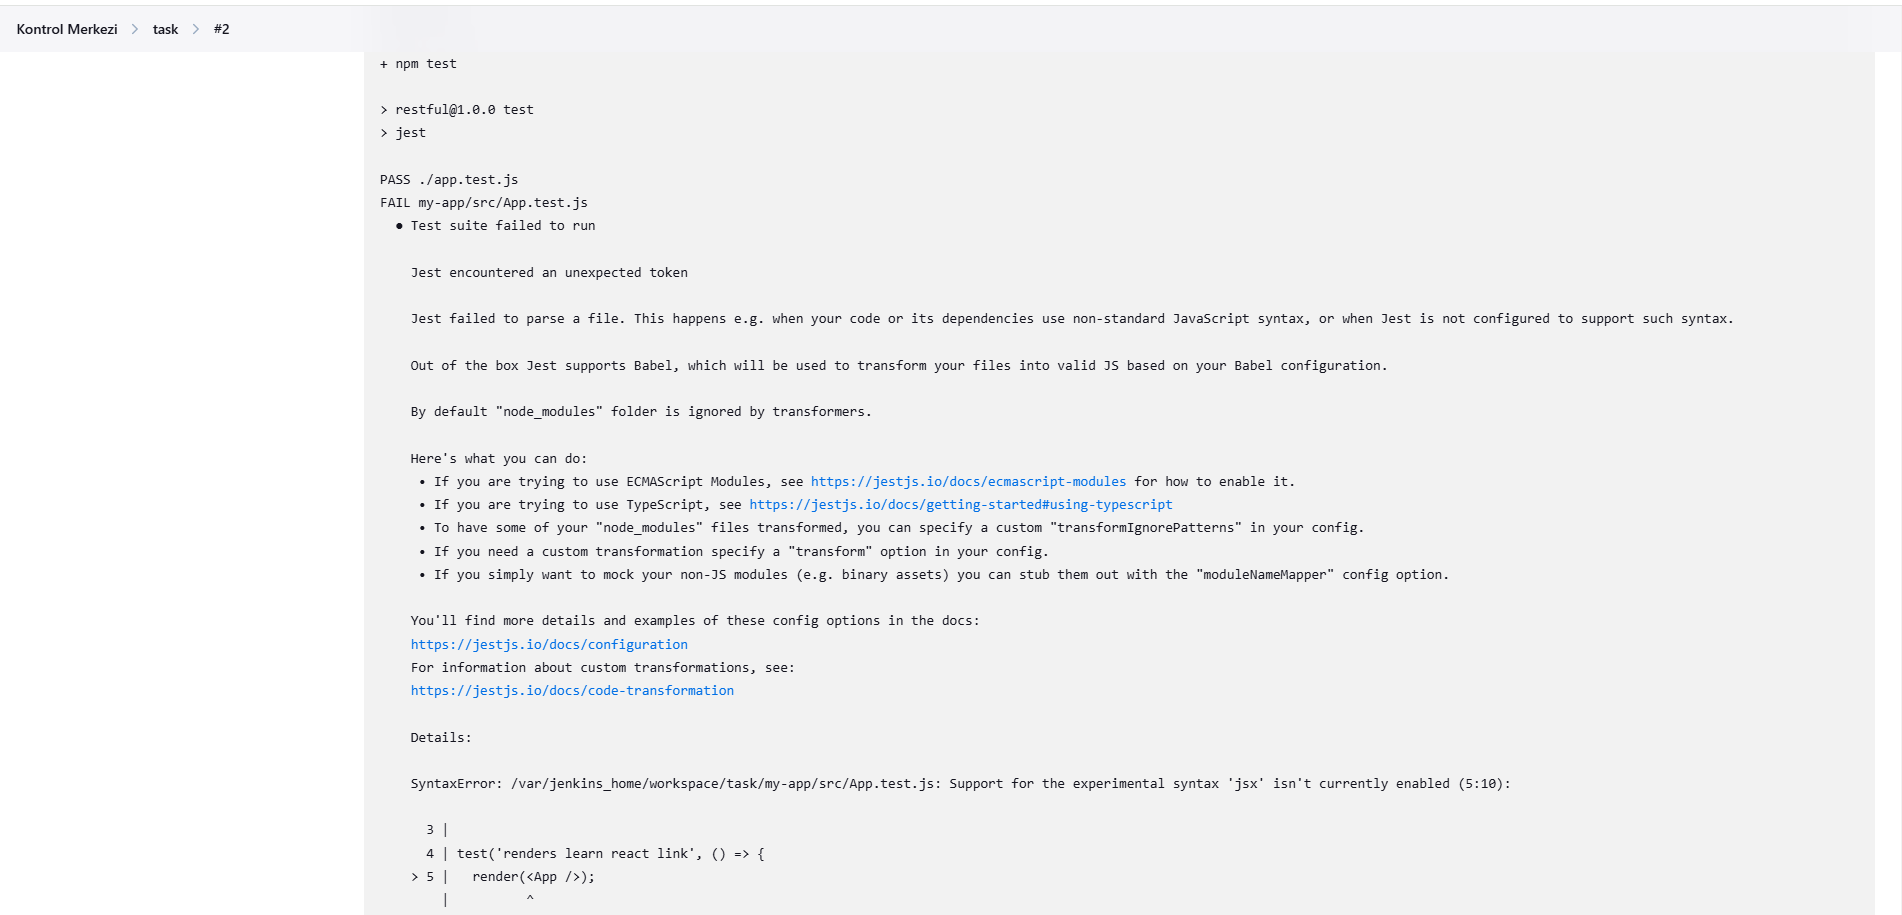 Kontrol Merkezi > task > #2
+ npm test
> restful@1.0.0 test
> jest
PASS ./app.test.js
FAIL my-app/src/App.test.js
● Test suite failed to run
Jest encountered an unexpected token
Jest failed to parse a file. This happens e.g. when your code or its dependencies use non-standard JavaScript syntax, or when Jest is not configured to support such syntax.
Out of the box Jest supports Babel, which will be used to transform your files into valid JS based on your Babel configuration.
By default "node_modules" folder is ignored by transformers.
Here's what you can do:
• If you are trying to use ECMAScript Modules, see https://jestjs.io/docs/ecmascript-modules for how to enable it.
• If you are trying to use TypeScript, see https://jestjs.io/docs/getting-started#using-typescript
• To have some of your "node_modules" files transformed, you can specify a custom "transformIgnorePatterns" in your config.
• If you need a custom transformation specify a "transform" option in your config.
• If you simply want to mock your non-JS modules (e.g. binary assets) you can stub them out with the "moduleNameMapper" config option.
You'll find more details and examples of these config options in the docs:
https://jestjs.io/docs/configuration
For information about custom transformations, see:
https://jestjs.io/docs/code-transformation
Details:
SyntaxError: /var/jenkins_home/workspace/task/my-app/src/App.test.js: Support for the experimental syntax 'jsx' isn't currently enabled (5:10):
3 |
4 | test('renders learn react link', () => {
> 5 |   render(<App />);
|          ^